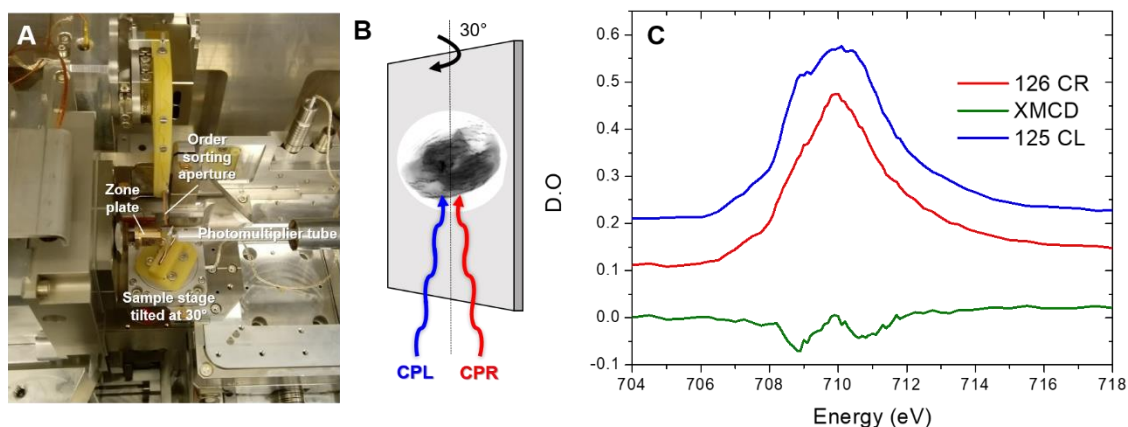 A
Order
sorting
aperture
Zone
plate
Photomultiplier tube
Sample stage
tilted at 30°
B
30°
CPL
CPR
C
126 CR
XMCD
125 CL
D.O
0.6
0.5
0.4
0.3
0.2
0.1
0.0
-0.1
704
706
708
710
712
714
716
718
Energy (eV)